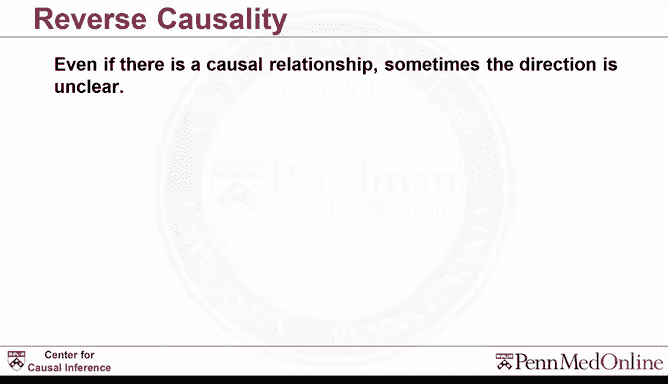 Reverse Causality
Even if there is a causal relationship, sometimes the direction is
unclear.
Center for
Causal Inference
PennMedOnline